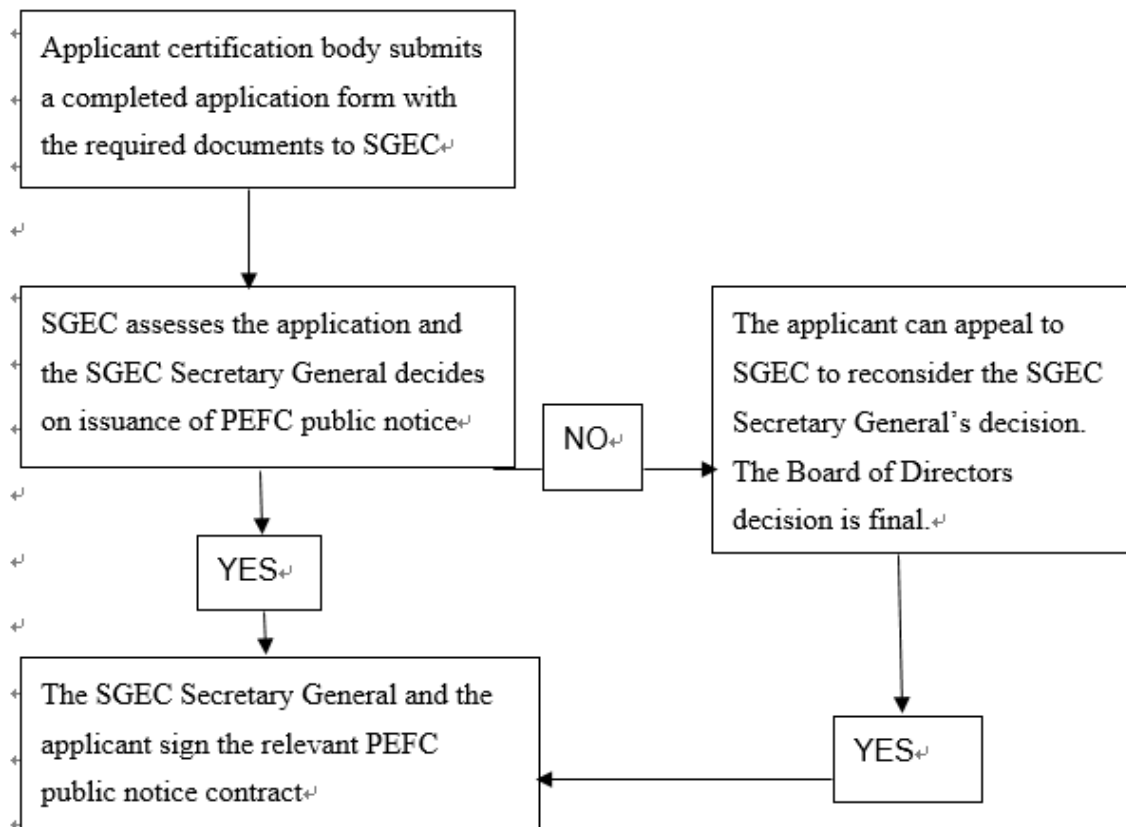 Applicant certification body submits
a completed application form with
the required documents to SGEC
SGEC assesses the application and
the SGEC Secretary General decides
on issuance of PEFC public notice
NO
The applicant can appeal to
SGEC to reconsider the SGEC
Secretary General’s decision.
The Board of Directors
decision is final.
YES
YES
The SGEC Secretary General and the
applicant sign the relevant PEFC
public notice contract